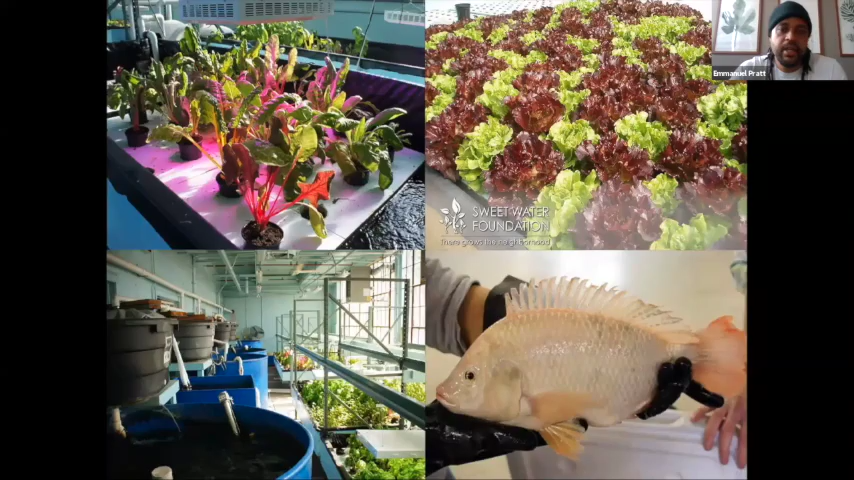 Emmanuel Pratt
SWEET WATER
FOUNDATION
There grows the neighborhood